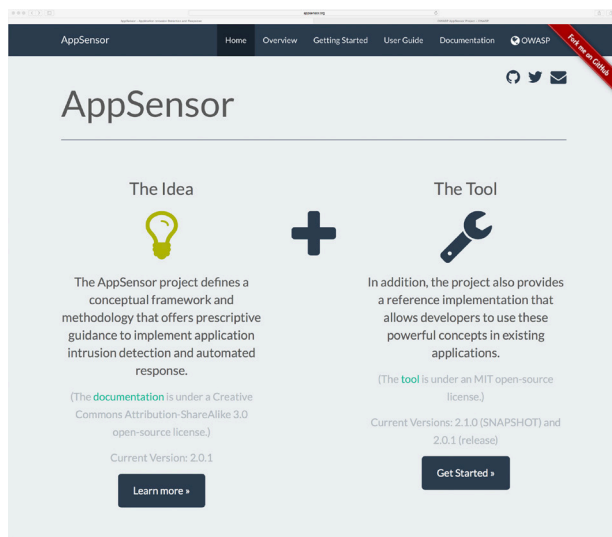 appsensor.org
AppSensor
Home
Overview
Getting Started
User Guide
Documentation
OWASP
Fork me on GitHub
AppSensor
The Idea
The AppSensor project defines a
conceptual framework and
methodology that offers prescriptive
guidance to implement application
intrusion detection and automated
response.
(The documentation is under a Creative
Commons Attribution-ShareAlike 3.0
open-source license.)
Current Version: 2.0.1
Learn more »
The Tool
In addition, the project also provides
a reference implementation that
allows developers to use these
powerful concepts in existing
applications.
(The tool is under an MIT open-source
license.)
Current Versions: 2.1.0 (SNAPSHOT) and
2.0.1 (release)
Get Started »